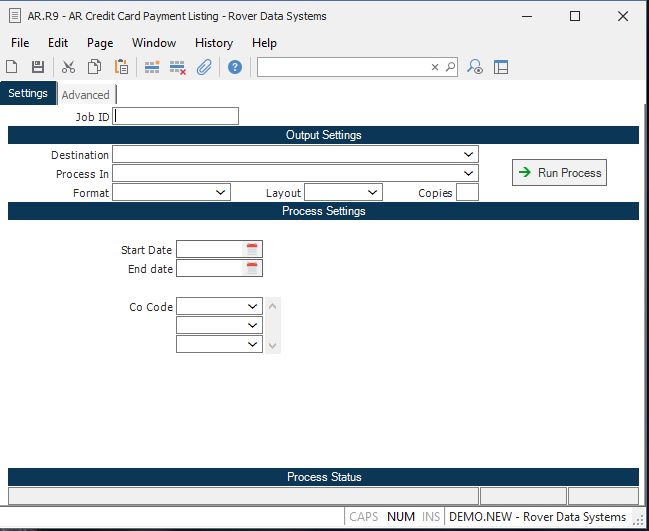 AR.R9 - AR Credit Card Payment Listing - Rover Data Systems
File Edit Page Window History Help
Settings Advanced
Job ID
Output Settings
Destination
Process In
Run Process
Format Layout Copies
Process Settings
Start Date
End date
Co Code
Process Status
CAPS NUM INS DEMO.NEW - Rover Data Systems